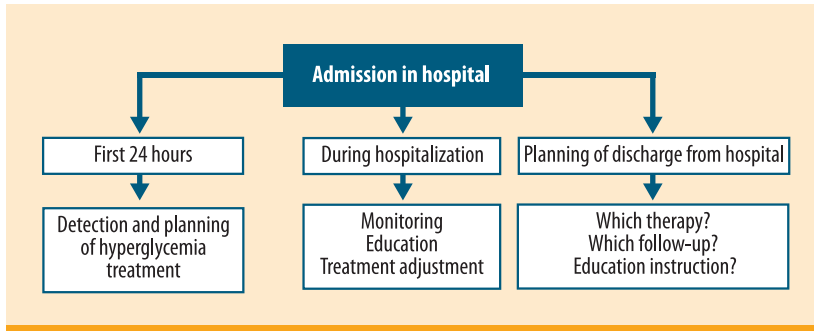 Admission in hospital
First 24 hours
During hospitalization
Planning of discharge from hospital
Detection and planning
of hyperglycemia
treatment
Monitoring
Education
Treatment adjustment
Which therapy?
Which follow-up?
Education instruction?